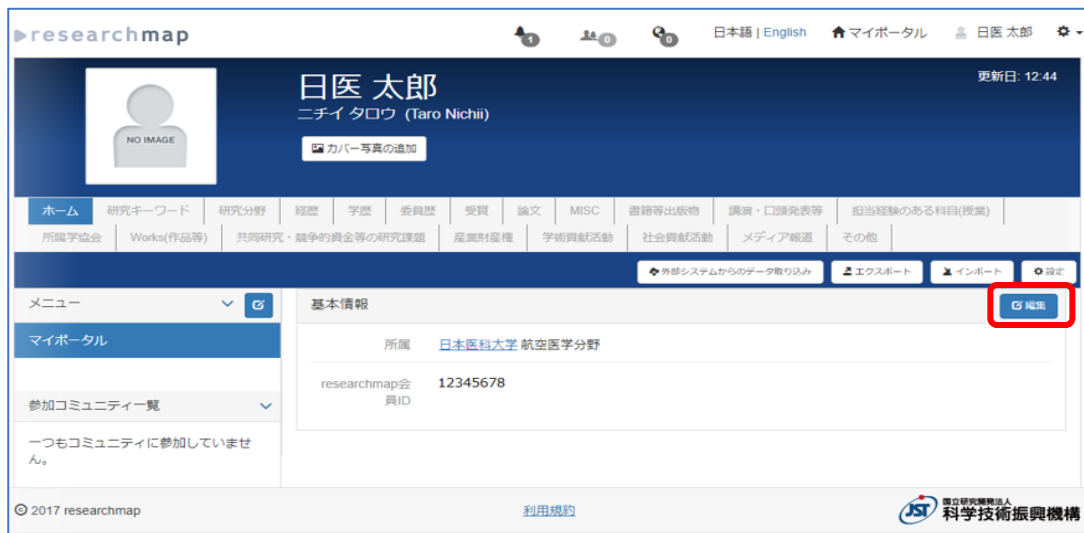 researchmap
1
0
0
日本語 | English
マイポータル
日医 太郎
更新日: 12:44
日医 太郎
ニチイ タロウ (Taro Nichii)
NO IMAGE
カバー写真の追加
ホーム 研究キーワード 研究分野 経歴 学歴 委員歴 受賞 論文 MISC 書籍等出版物 講演・口頭発表等 担当経験のある科目(授業)
所属学協会 Works(作品等) 共同研究・競争的資金等の研究課題 産業財産権 学術貢献活動 社会貢献活動 メディア報道 その他
外部システムからのデータ取り込み エクスポート インポート 設定
メニュー
基本情報
編集
マイポータル
所属 日本医科大学 航空医学分野
researchmap会
員ID
12345678
参加コミュニティ一覧
一つもコミュニティに参加していませ
ん。
© 2017 researchmap
利用規約
JST
国立研究開発法人
科学技術振興機構